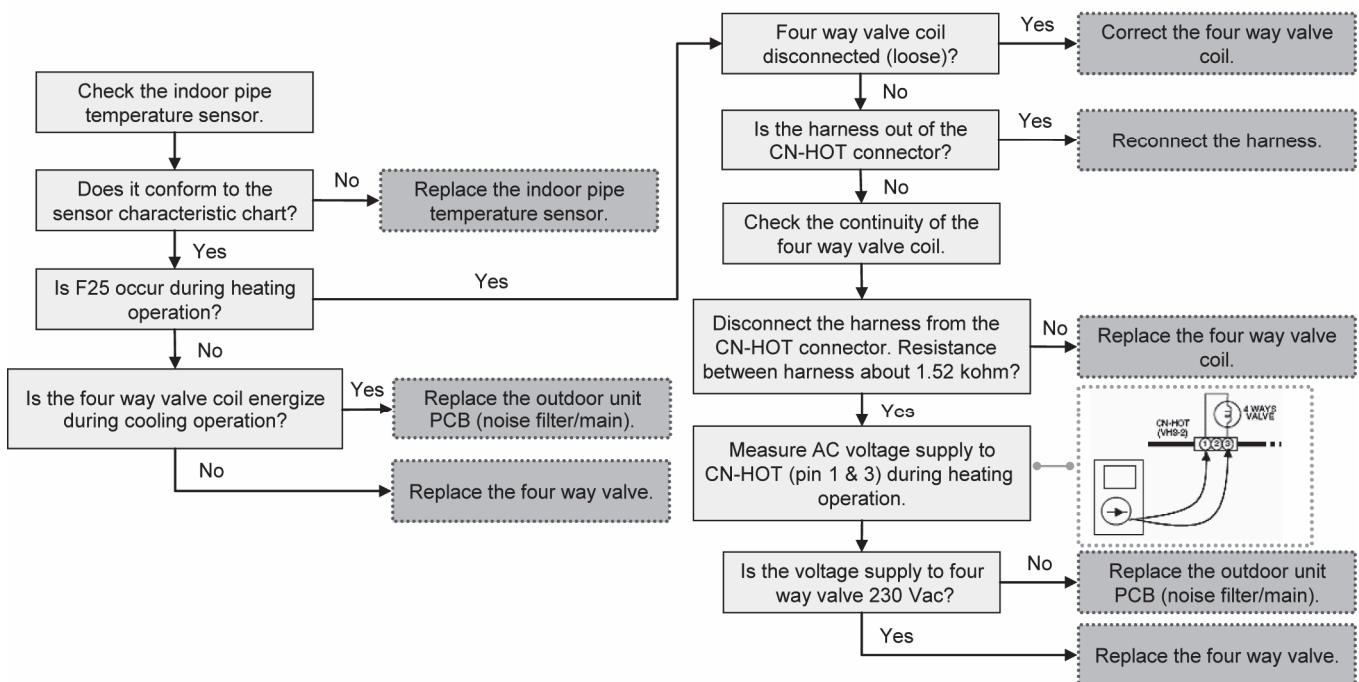 Check the indoor pipe
temperature sensor.
Does it conform to the
sensor characteristic chart?
No
Replace the indoor pipe
temperature sensor.
Yes
Is F25 occur during heating
operation?
Yes
No
Is the four way valve coil energize
during cooling operation?
Yes
Replace the outdoor unit
PCB (noise filter/main).
No
Replace the four way valve.
Four way valve coil
disconnected (loose)?
Yes
Correct the four way valve
coil.
No
Is the harness out of the
CN-HOT connector?
Yes
Reconnect the harness.
No
Check the continuity of the
four way valve coil.
Disconnect the harness from the
CN-HOT connector. Resistance
between harness about 1.52 kohm?
No
Replace the four way valve
coil.
Yes
Measure AC voltage supply to
CN-HOT (pin 1 & 3) during heating
operation.
4 WAYS
VALVE
CN-HOT
(VH3-2)
1 2 3
Is the voltage supply to four
way valve 230 Vac?
No
Replace the outdoor unit
PCB (noise filter/main).
Yes
Replace the four way valve.